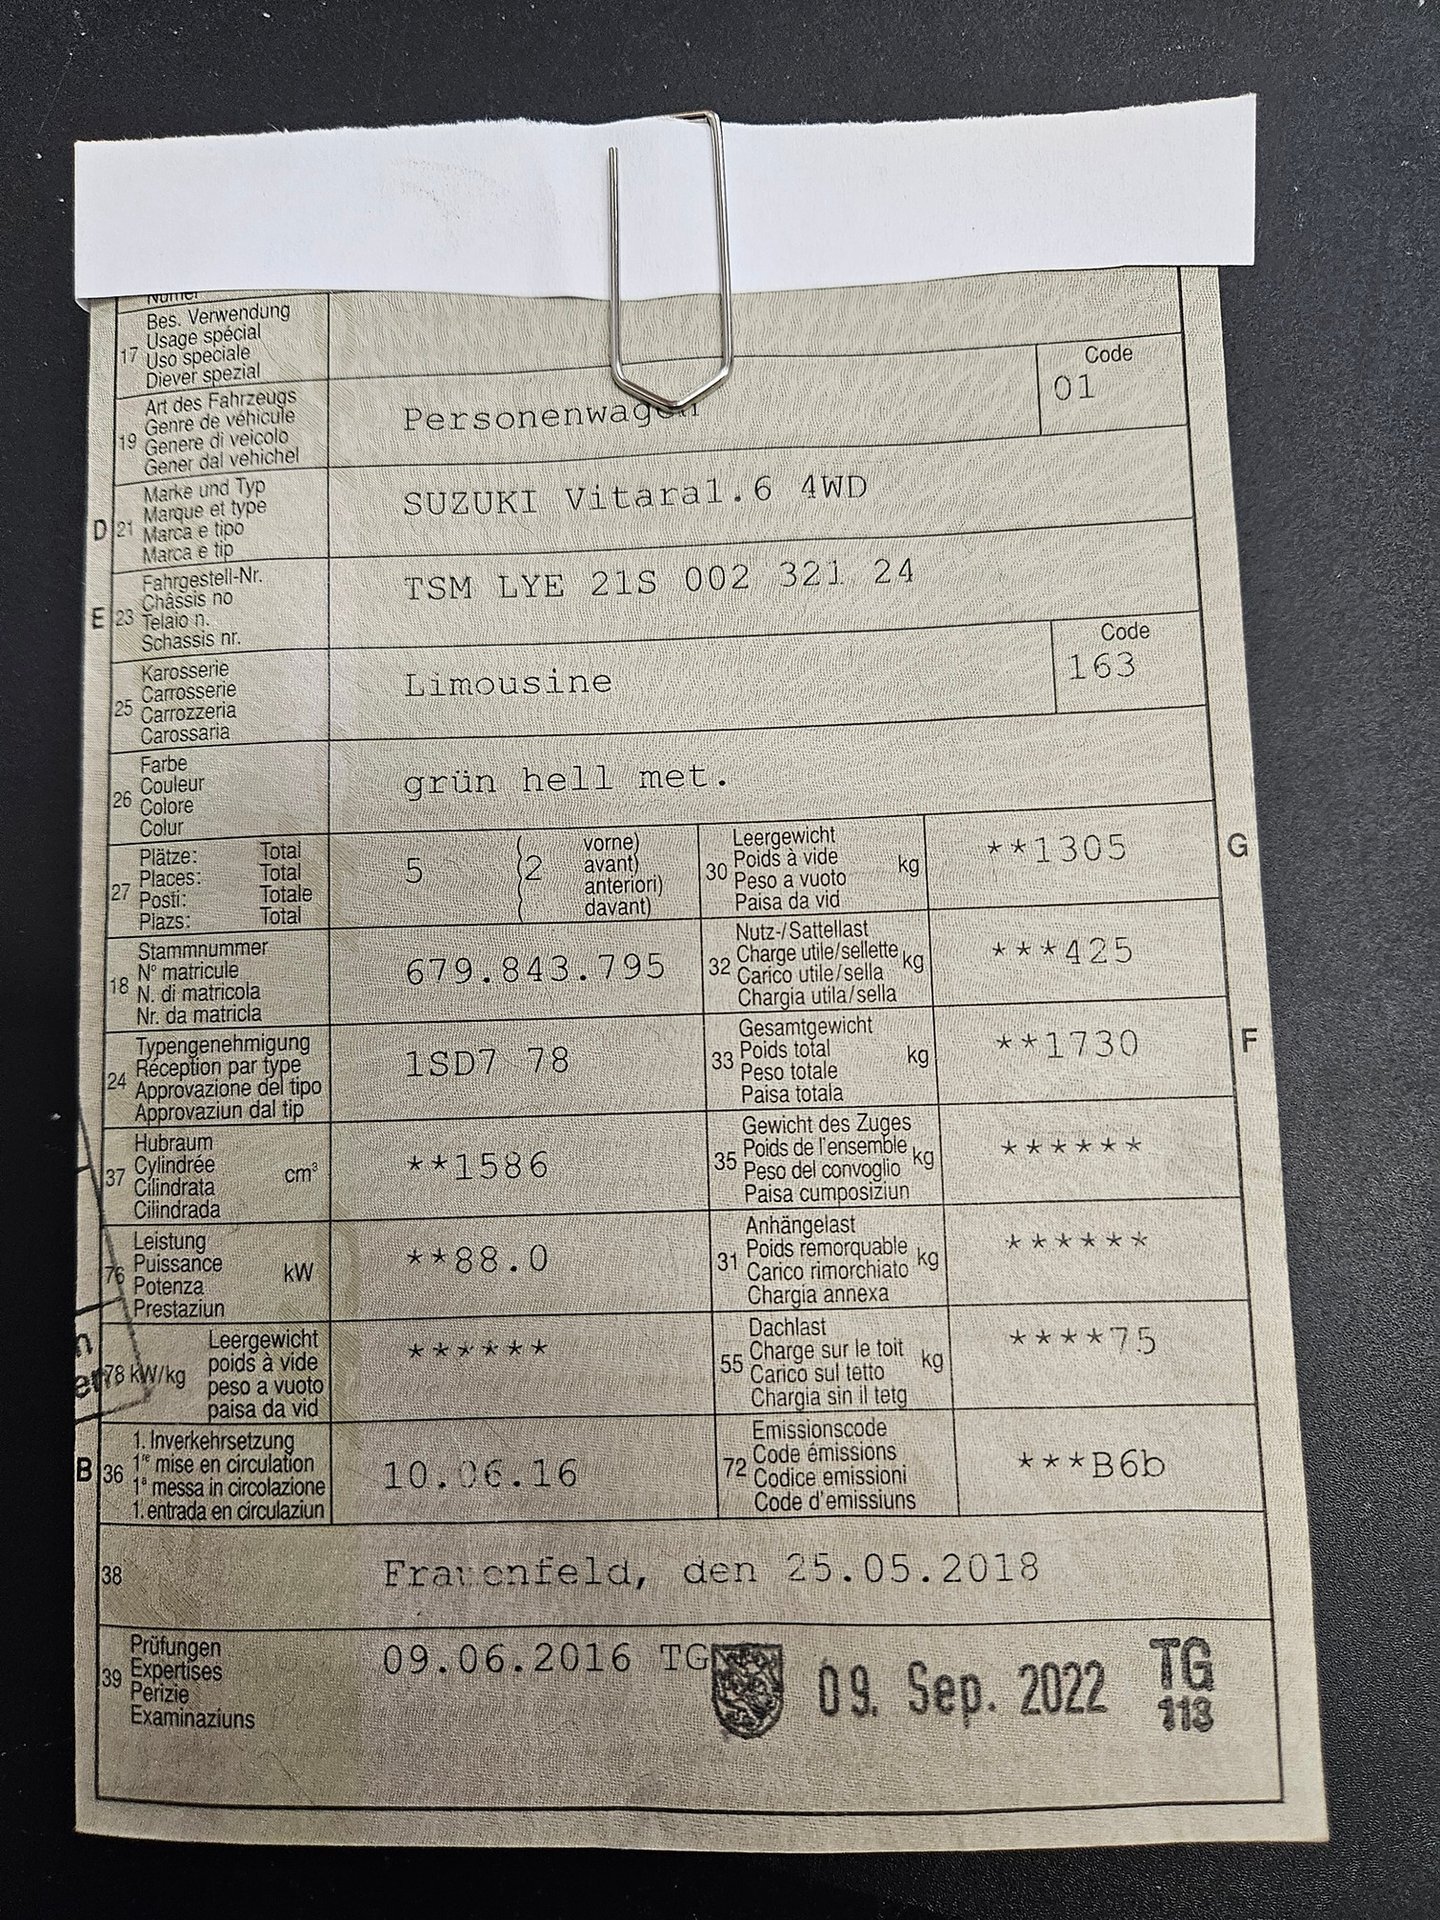 Numer
17 Bes. Verwendung
Usage spécial
Uso speciale
Diever spezial
19 Art des Fahrzeugs
Genre de véhicule
Genere di veicolo
Gener dal vehichel
Personenwagen
Code
01
D 21 Marke und Typ
Marque et type
Marca e tipo
Marca e tip
SUZUKI Vitara1.6 4WD
E 23 Fahrgestell-Nr.
Châssis no
Telaio n.
Schassis nr.
TSM LYE 21S 002 321 24
25 Karosserie
Carrosserie
Carrozzeria
Carossaria
Limousine
Code
163
26 Farbe
Couleur
Colore
Colur
grün hell met.
27 Plätze: Total
Places: Total
Posti: Totale
Plazs: Total
5 (2 vorne)
avant)
anteriori)
davant)
30 Leergewicht
Poids à vide kg
Peso a vuoto
Paisa da vid
**1305
G
18 Stammnummer
N° matricule
N. di matricola
Nr. da matricla
679.843.795
32 Nutz-/Sattellast
Charge utile/sellette kg
Carico utile/sella
Chargia utila/sella
***425
24 Typengenehmigung
Réception par type
Approvazione del tipo
Approvaziun dal tip
1SD7 78
33 Gesamtgewicht
Poids total kg
Peso totale
Paisa totala
**1730
F
37 Hubraum
Cylindrée cm³
Cilindrata
Cilindrada
**1586
35 Gewicht des Zuges
Poids de l'ensemble kg
Peso del convoglio
Paisa cumposiziun
******
76 Leistung
Puissance kW
Potenza
Prestaziun
**88.0
31 Anhängelast
Poids remorquable kg
Carico rimorchiato
Chargia annexa
******
78 kW/kg Leergewicht
poids à vide
peso a vuoto
paisa da vid
******
55 Dachlast
Charge sur le toit kg
Carico sul tetto
Chargia sin il tetg
****75
B 36 1. Inverkehrsetzung
1re mise en circulation
1a messa in circolazione
1. entrada en circulaziun
10.06.16
72 Emissionscode
Code émissions
Codice emissioni
Code d'emissiuns
***B6b
38 Frauenfeld, den 25.05.2018
39 Prüfungen
Expertises
Perizie
Examinaziuns
09.06.2016 TG
09. Sep. 2022
TG
113